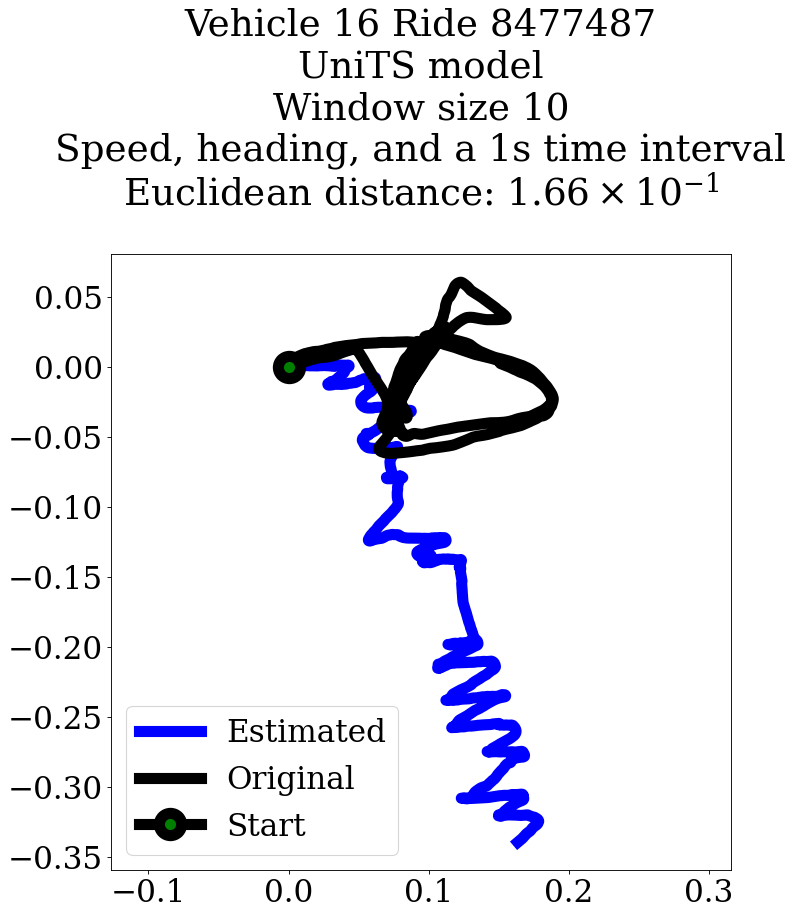 Vehicle 16 Ride 8477487
UniTS model
Window size 10
Speed, heading, and a 1s time interval
Euclidean distance: 1.66 × 10⁻¹
0.05
0.00
−0.05
−0.10
−0.15
−0.20
−0.25
−0.30
−0.35
Estimated
Original
Start
−0.1 0.0 0.1 0.2 0.3